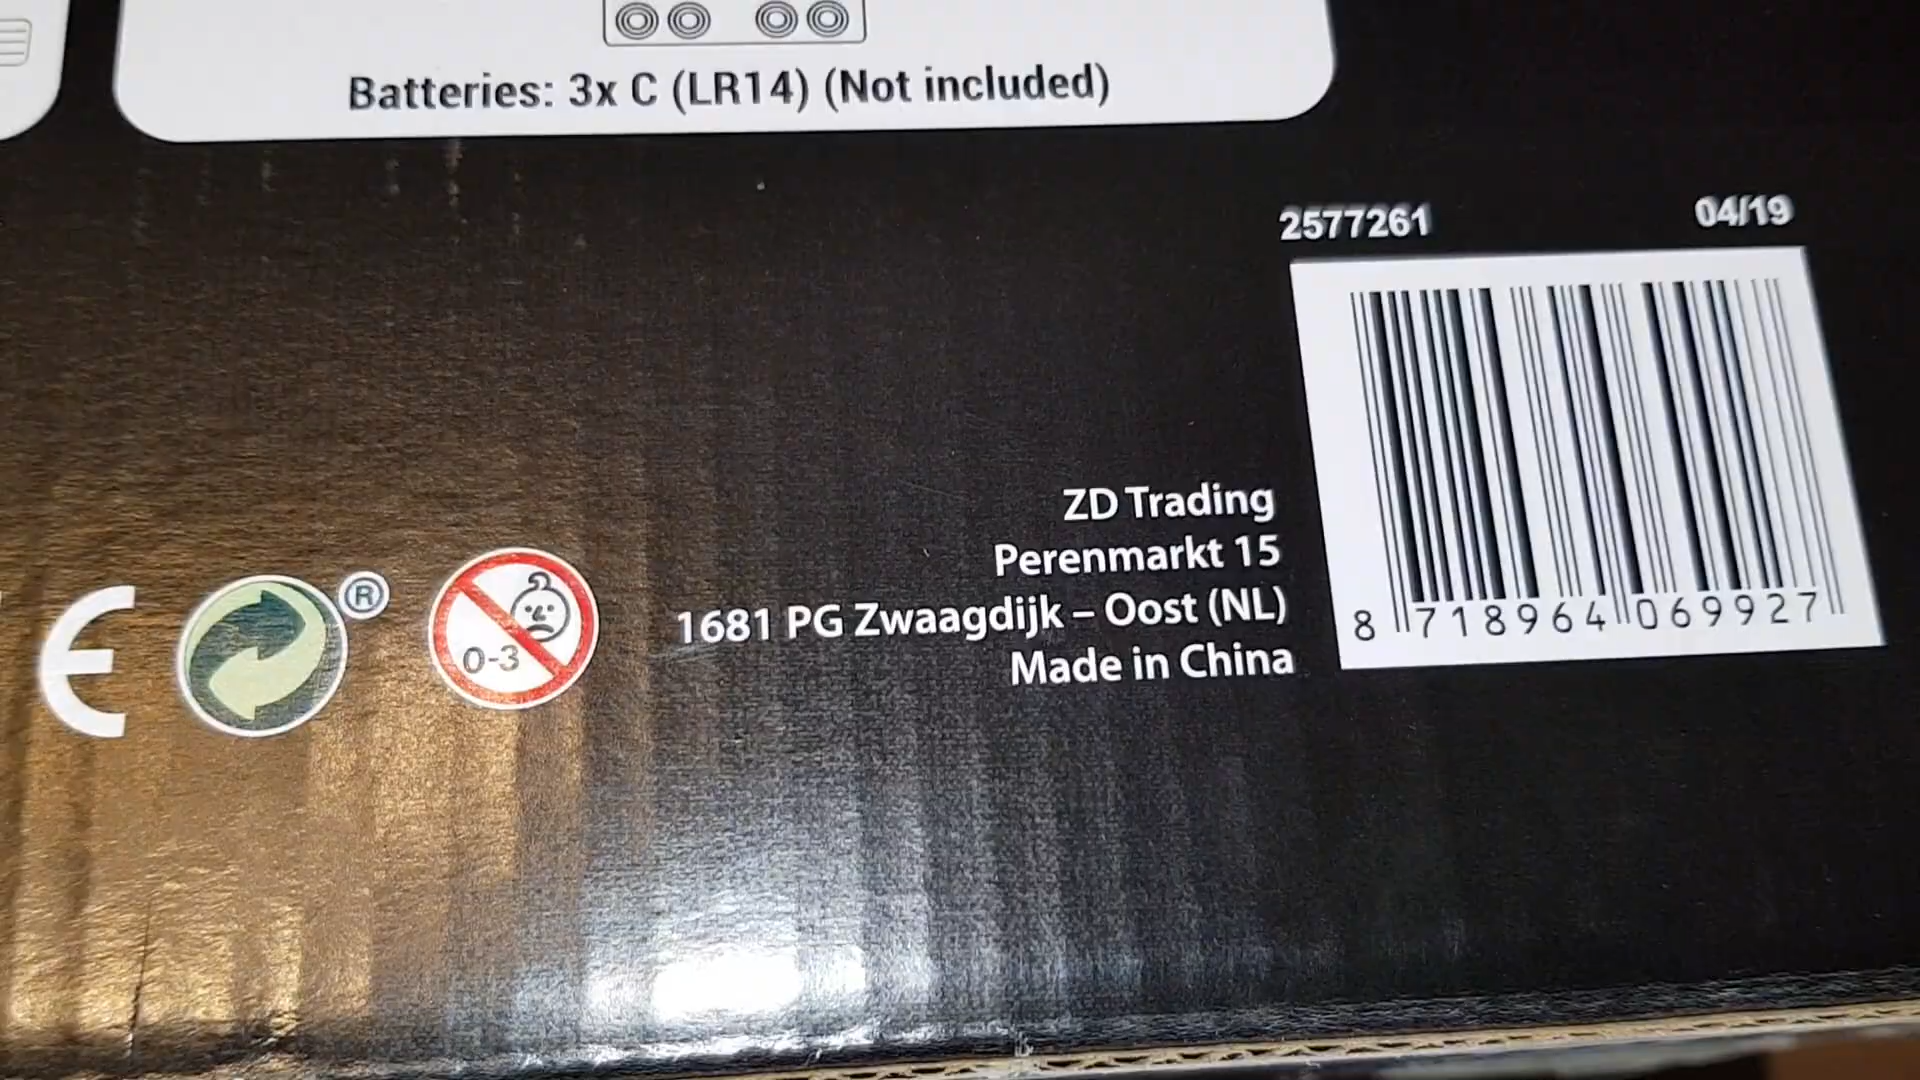 Batteries: 3x C (LR14) (Not included)
2577261 04/19
ZD Trading
Perenmarkt 15
1681 PG Zwaagdijk – Oost (NL)
Made in China
8 718964 069927
CE
®
0-3